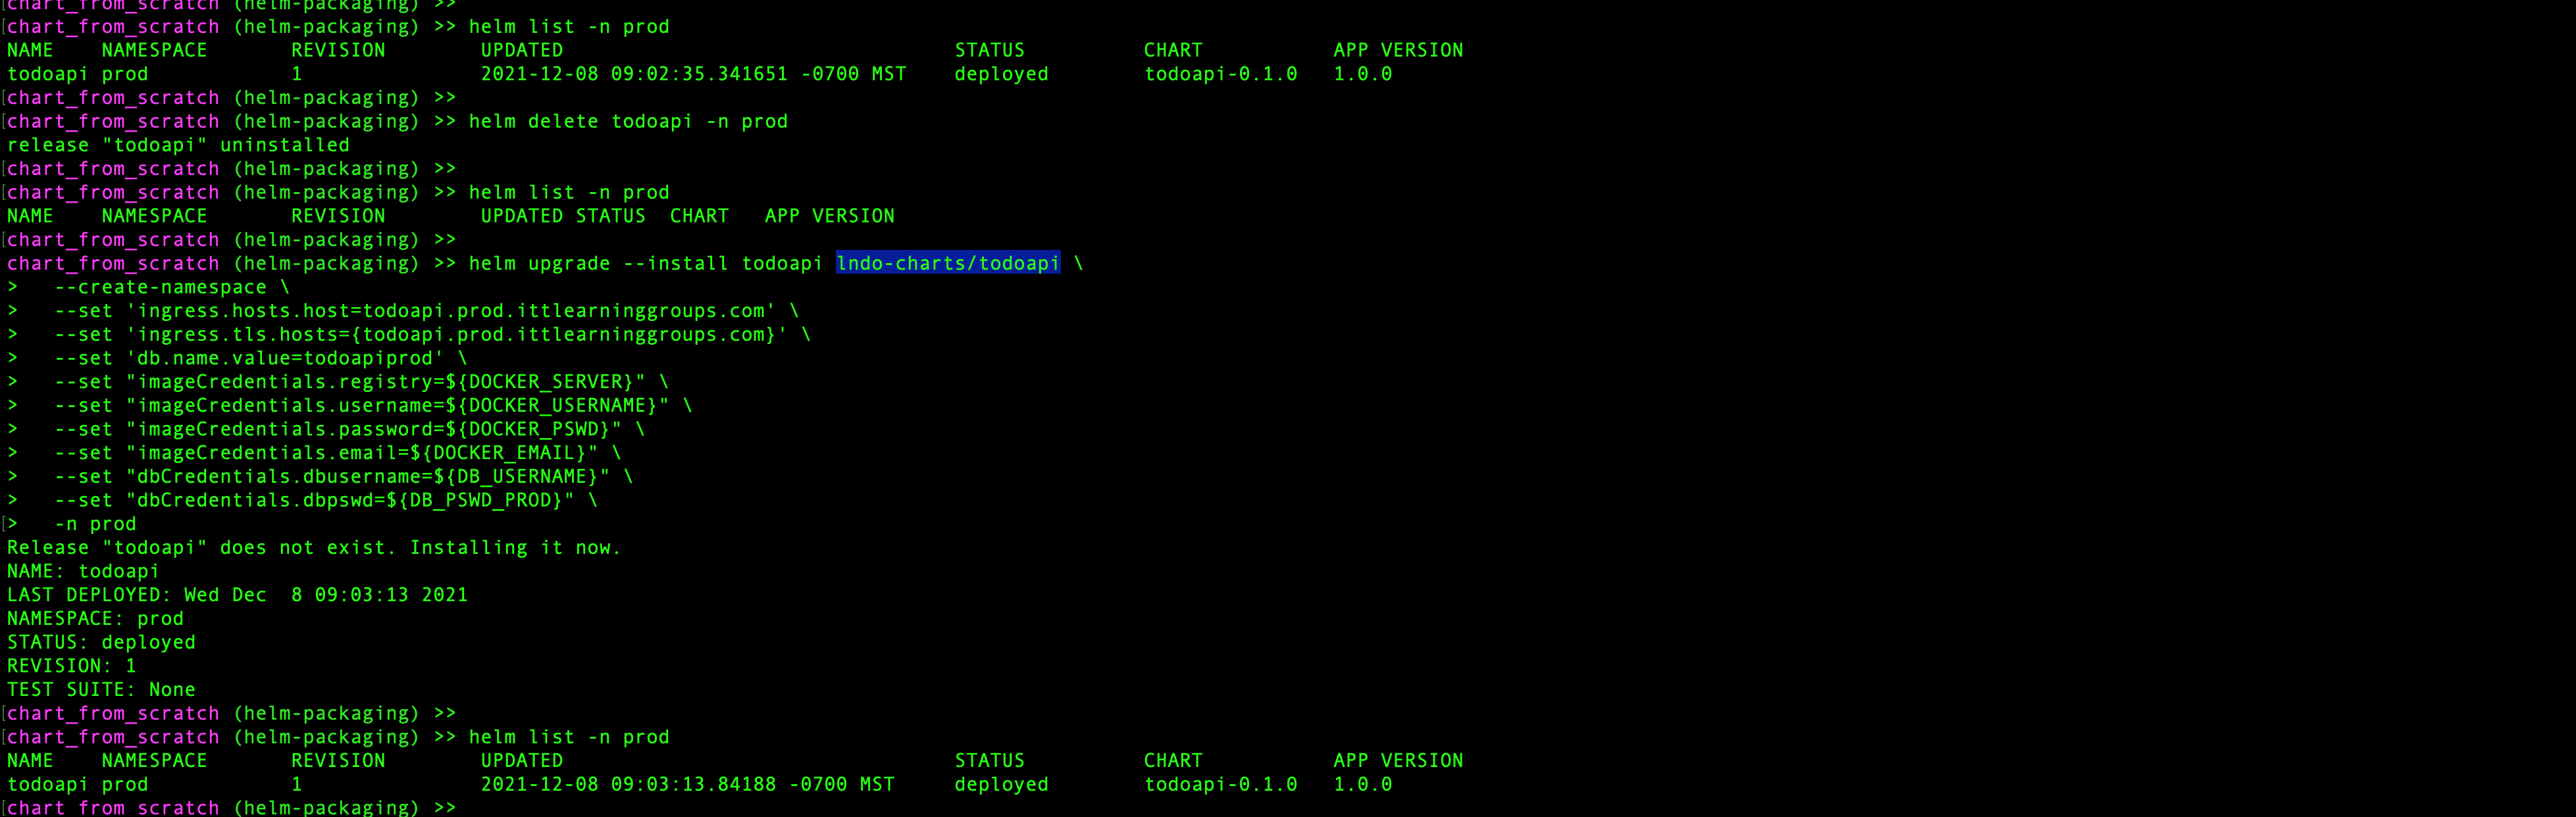 [chart_from_scratch (helm-packaging) >>
[chart_from_scratch (helm-packaging) >> helm list -n prod
NAME    NAMESPACE       REVISION        UPDATED                                 STATUS          CHART           APP VERSION
todoapi prod            1               2021-12-08 09:02:35.341651 -0700 MST    deployed        todoapi-0.1.0   1.0.0
[chart_from_scratch (helm-packaging) >>
[chart_from_scratch (helm-packaging) >> helm delete todoapi -n prod
release "todoapi" uninstalled
[chart_from_scratch (helm-packaging) >>
[chart_from_scratch (helm-packaging) >> helm list -n prod
NAME    NAMESPACE       REVISION        UPDATED STATUS  CHART   APP VERSION
[chart_from_scratch (helm-packaging) >>
chart_from_scratch (helm-packaging) >> helm upgrade --install todoapi lndo-charts/todoapi \
>   --create-namespace \
>   --set 'ingress.hosts.host=todoapi.prod.ittlearninggroups.com' \
>   --set 'ingress.tls.hosts={todoapi.prod.ittlearninggroups.com}' \
>   --set 'db.name.value=todoapiprod' \
>   --set "imageCredentials.registry=${DOCKER_SERVER}" \
>   --set "imageCredentials.username=${DOCKER_USERNAME}" \
>   --set "imageCredentials.password=${DOCKER_PSWD}" \
>   --set "imageCredentials.email=${DOCKER_EMAIL}" \
>   --set "dbCredentials.dbusername=${DB_USERNAME}" \
>   --set "dbCredentials.dbpswd=${DB_PSWD_PROD}" \
[>   -n prod
Release "todoapi" does not exist. Installing it now.
NAME: todoapi
LAST DEPLOYED: Wed Dec  8 09:03:13 2021
NAMESPACE: prod
STATUS: deployed
REVISION: 1
TEST SUITE: None
[chart_from_scratch (helm-packaging) >>
[chart_from_scratch (helm-packaging) >> helm list -n prod
NAME    NAMESPACE       REVISION        UPDATED                                 STATUS          CHART           APP VERSION
todoapi prod            1               2021-12-08 09:03:13.84188 -0700 MST     deployed        todoapi-0.1.0   1.0.0
[chart_from_scratch (helm-packaging) >>